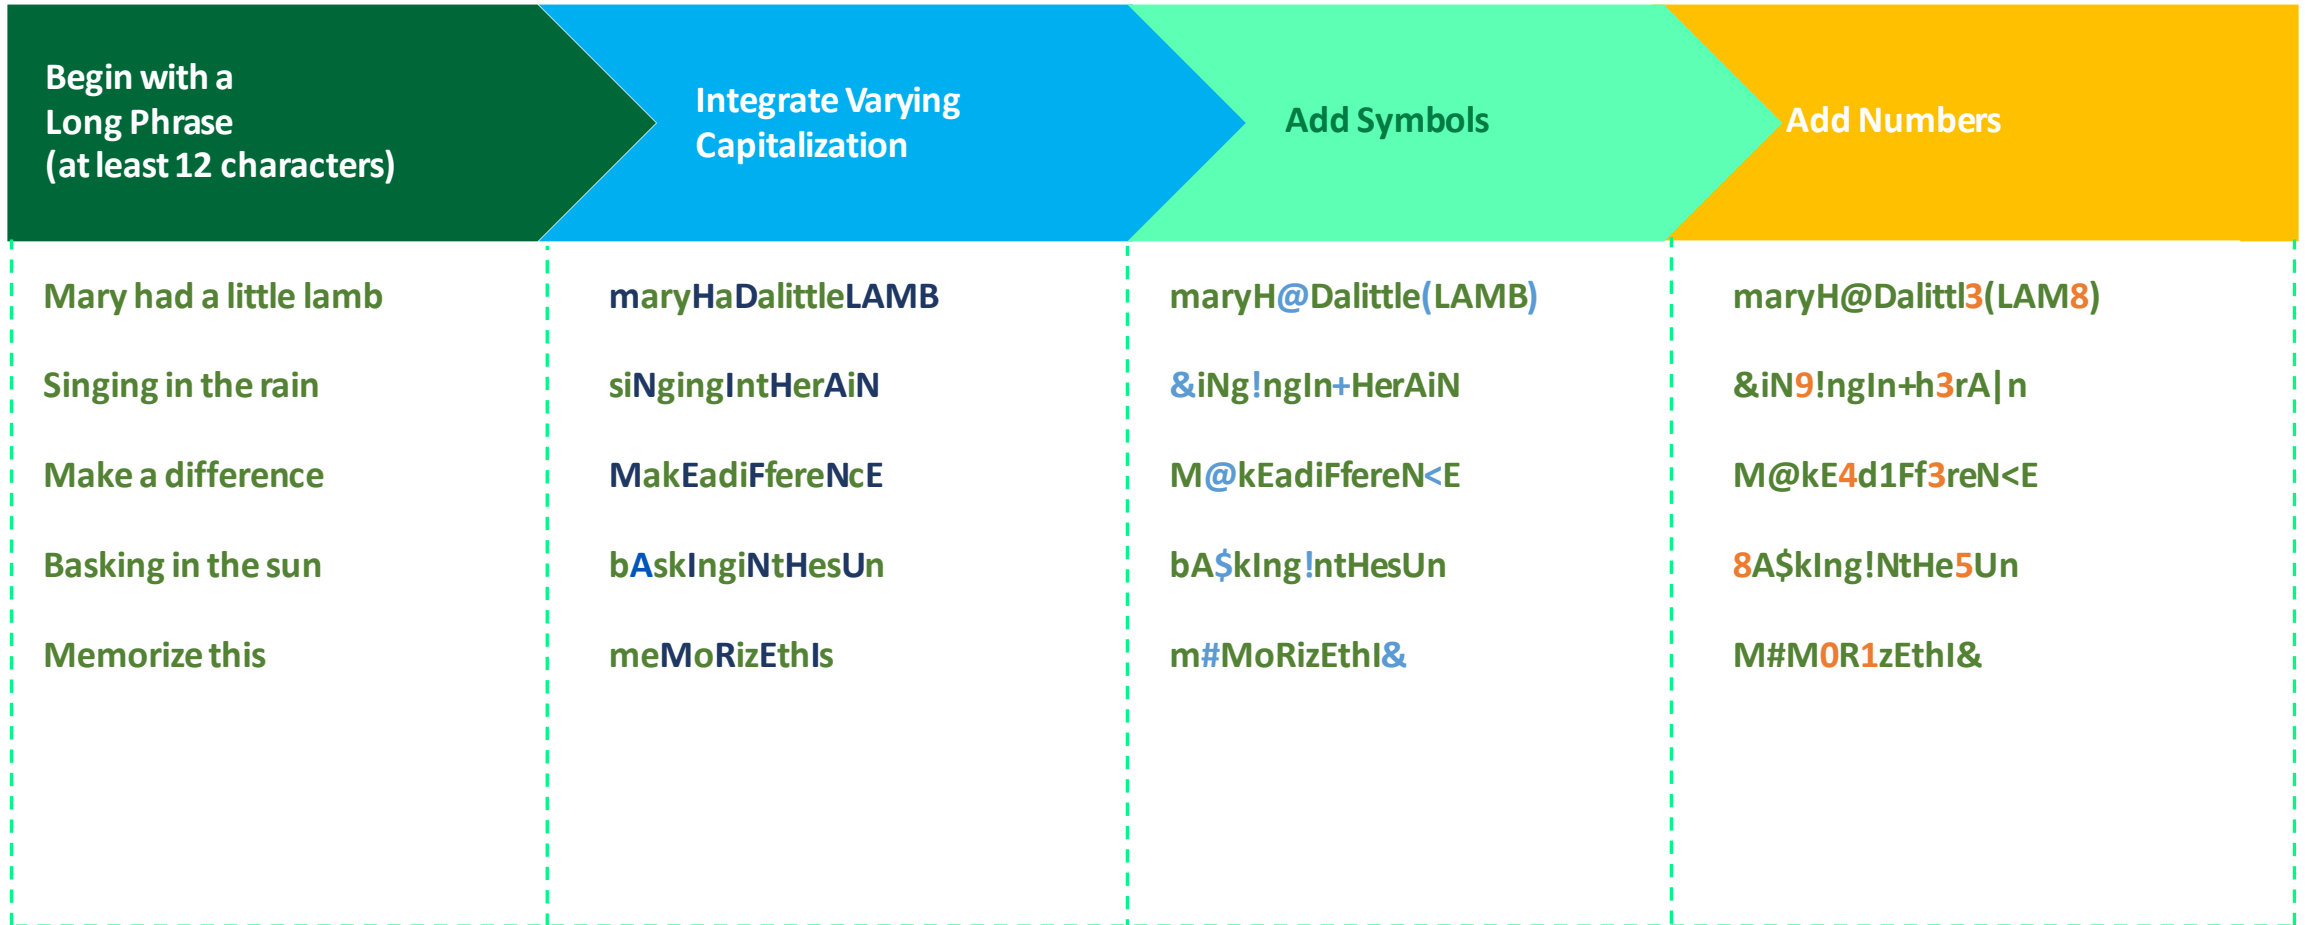 Begin with a
Long Phrase
(at least 12 characters)
Integrate Varying
Capitalization
Add Symbols
Add Numbers
Mary had a little lamb
maryHaDalittleLAMB
maryH@Dalittle(LAMB)
maryH@Dalittl3(LAM8)
Singing in the rain
siNgingIntHerAiN
&iNg!ngIn+HerAiN
&iN9!ngIn+h3rA|n
Make a difference
MakEadiFfereNcE
M@kEadiFfereN<E
M@kE4d1Ff3reN<E
Basking in the sun
bAskIngiNtHesUn
bA$kIng!ntHesUn
8A$kIng!NtHe5Un
Memorize this
meMoRizEthIs
m#MoRizEthI&
M#M0R1zEthI&